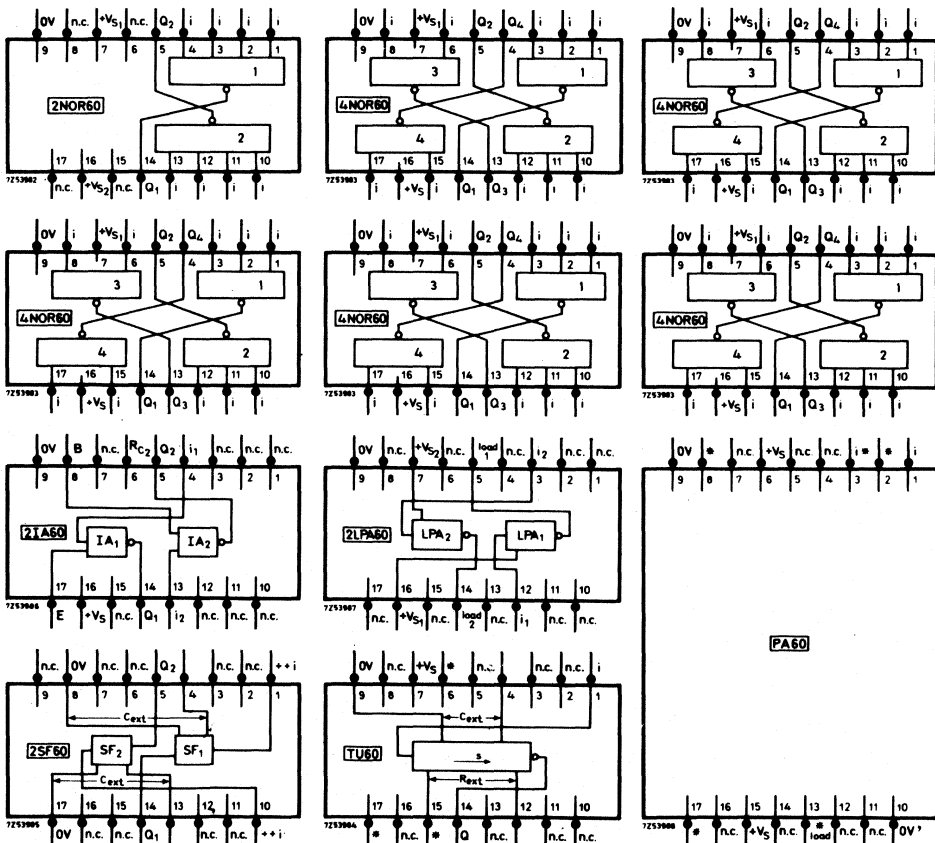 0V n.c. +VS1 n.c. Q2 i i i i
9 8 7 6 5 4 3 2 1
1
2NOR60
2
17 16 15 14 13 12 11 10
7Z53902
n.c. +VS2 n.c. Q1 i i i i
0V i +VS1 i Q2 Q4 i i i
9 8 7 6 5 4 3 2 1
3 1
4NOR60
4 2
17 16 15 14 13 12 11 10
7Z53903
i +VS i Q1 Q3 i i i
0V i +VS1 i Q2 Q4 i i i
9 8 7 6 5 4 3 2 1
3 1
4NOR60
4 2
17 16 15 14 13 12 11 10
7Z53903
i +VS i Q1 Q3 i i i
0V i +VS1 i Q2 Q4 i i i
9 8 7 6 5 4 3 2 1
3 1
4NOR60
4 2
17 16 15 14 13 12 11 10
7Z53903
i +VS i Q1 Q3 i i i
0V i +VS1 i Q2 Q4 i i i
9 8 7 6 5 4 3 2 1
3 1
4NOR60
4 2
17 16 15 14 13 12 11 10
7Z53903
i +VS i Q1 Q3 i i i
0V i +VS1 i Q2 Q4 i i i
9 8 7 6 5 4 3 2 1
3 1
4NOR60
4 2
17 16 15 14 13 12 11 10
7Z53903
i +VS i Q1 Q3 i i i
0V B n.c. RC2 Q2 i1 n.c. n.c. n.c.
9 8 7 6 5 4 3 2 1
2IA60 IA1 IA2
17 16 15 14 13 12 11 10
7Z53906
E +VS n.c. Q1 i2 n.c. n.c. n.c.
0V n.c. +VS2 n.c. load 1 n.c. i2 n.c. n.c.
9 8 7 6 5 4 3 2 1
2LPA60 LPA2 LPA1
17 16 15 14 13 12 11 10
7Z53907
n.c. +VS1 n.c. load 2 n.c. i1 n.c. n.c.
0V * n.c. +VS n.c. n.c. i* * i
9 8 7 6 5 4 3 2 1
PA60
17 16 15 14 13 12 11 10
7Z53908
* n.c. +VS n.c. * load n.c. n.c. 0V'
n.c. 0V n.c. n.c. Q2 n.c. n.c. ++i
9 8 7 6 5 4 3 2 1
Cext
2SF60 SF2 SF1
Cext
17 16 15 14 13 12 11 10
7Z53905
0V n.c. n.c. Q1 n.c. n.c. ++i
0V n.c. +VS * n.c. n.c. n.c. i
9 8 7 6 5 4 3 2 1
Cext
TU60 s
Rext
17 16 15 14 13 12 11 10
7Z53904
* n.c. * Q n.c. n.c. n.c.